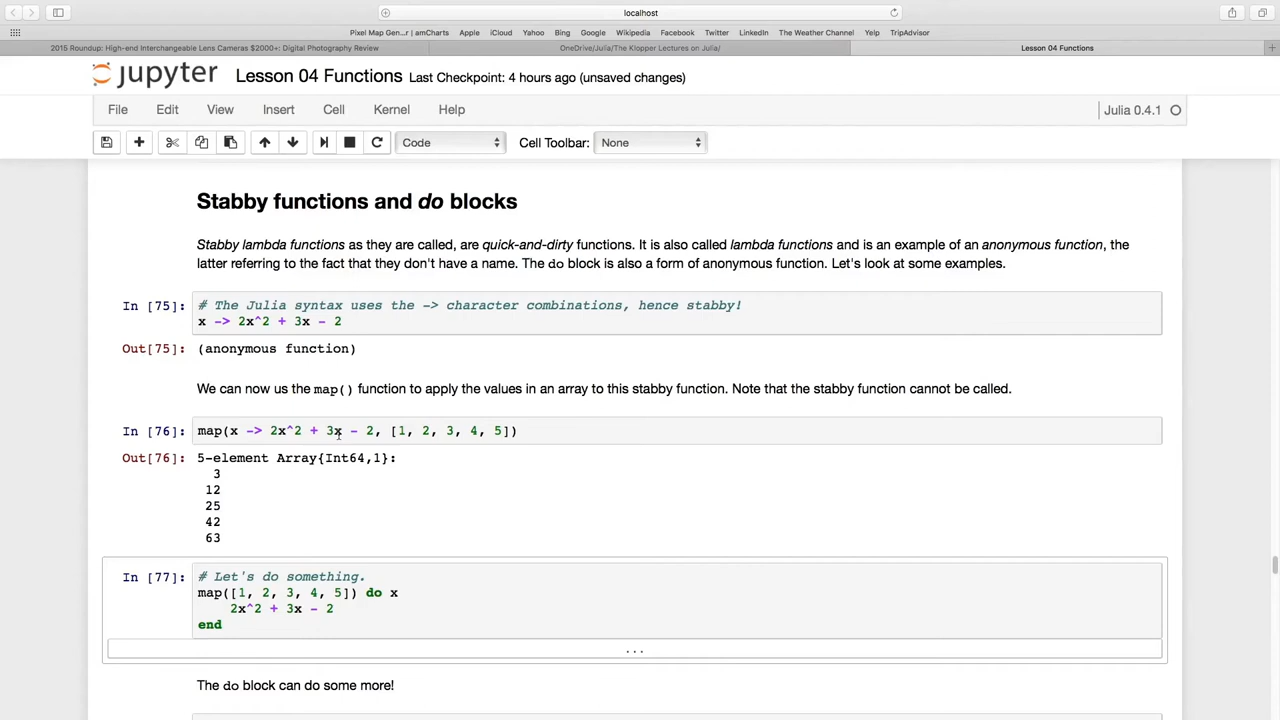 localhost
Pixel Map Gen...r | amCharts Apple iCloud Yahoo Bing Google Wikipedia Facebook Twitter LinkedIn The Weather Channel Yelp TripAdvisor
2015 Roundup: High-end Interchangeable Lens Cameras $2000+: Digital Photography Review OneDrive/Julia/The Klopper Lectures on Julia/ Lesson 04 Functions
jupyter Lesson 04 Functions Last Checkpoint: 4 hours ago (unsaved changes)
File Edit View Insert Cell Kernel Help Julia 0.4.1
Code Cell Toolbar: None
Stabby functions and do blocks
Stabby lambda functions as they are called, are quick-and-dirty functions. It is also called lambda functions and is an example of an anonymous function, the
latter referring to the fact that they don't have a name. The do block is also a form of anonymous function. Let's look at some examples.
In [75]: # The Julia syntax uses the -> character combinations, hence stabby!
x -> 2x^2 + 3x - 2
Out[75]: (anonymous function)
We can now us the map() function to apply the values in an array to this stabby function. Note that the stabby function cannot be called.
In [76]: map(x -> 2x^2 + 3x - 2, [1, 2, 3, 4, 5])
Out[76]: 5-element Array{Int64,1}:
3
12
25
42
63
In [77]: # Let's do something.
map([1, 2, 3, 4, 5]) do x
2x^2 + 3x - 2
end
...
The do block can do some more!